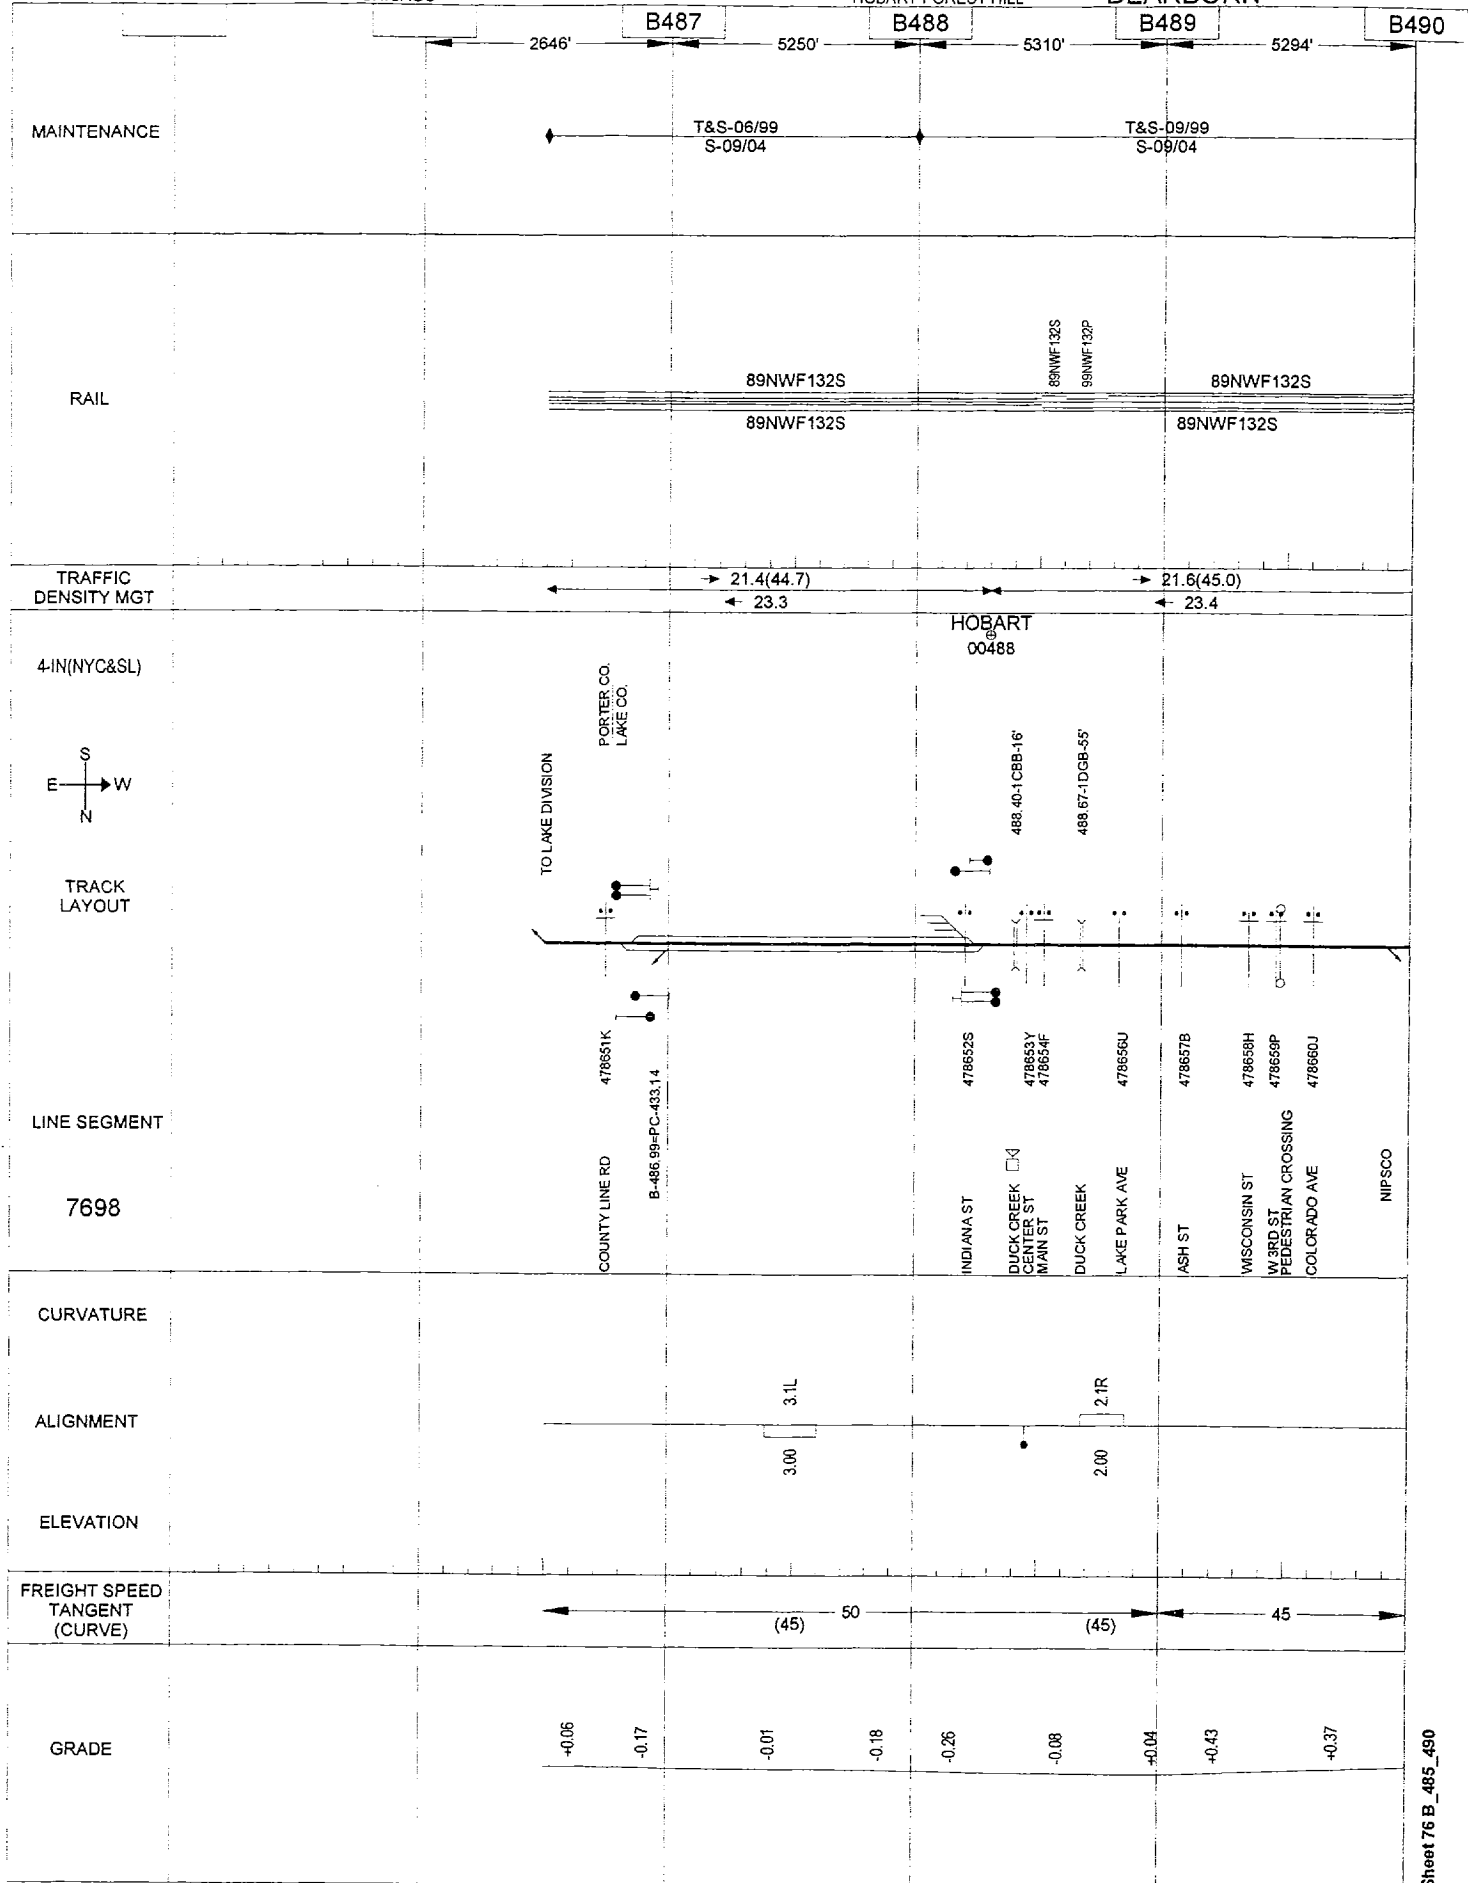 HOBART FOREST HILL
DEARBORN
B487
B488
B489
B490
2646'
5250'
5310'
5294'
MAINTENANCE
T&S-06/99
S-09/04
T&S-09/99
S-09/04
RAIL
89NWF132S
89NWF132S
89NWF132S
99NWF132P
89NWF132S
89NWF132S
TRAFFIC
DENSITY MGT
21.4(44.7)
23.3
21.6(45.0)
23.4
HOBART
00488
4-IN(NYC&SL)
PORTER CO.
LAKE CO.
S
E W
N
TO LAKE DIVISION
488.40-1CBB-16'
488.67-1DGB-55'
TRACK
LAYOUT
478651K
478652S
478653Y
478654F
478656U
478657B
478658H
478659P
478660J
LINE SEGMENT
7698
COUNTY LINE RD
B-486.99=PC-433.14
INDIANA ST
DUCK CREEK
CENTER ST
MAIN ST
DUCK CREEK
LAKE PARK AVE
ASH ST
WISCONSIN ST
W 3RD ST
PEDESTRIAN CROSSING
COLORADO AVE
NIPSCO
CURVATURE
ALIGNMENT
3.1L
3.00
2.1R
2.00
ELEVATION
FREIGHT SPEED
TANGENT
(CURVE)
50
(45)
(45)
45
GRADE
+0.06
-0.17
-0.01
-0.18
-0.26
-0.08
+0.04
+0.43
+0.37
Sheet 76 B_485_490